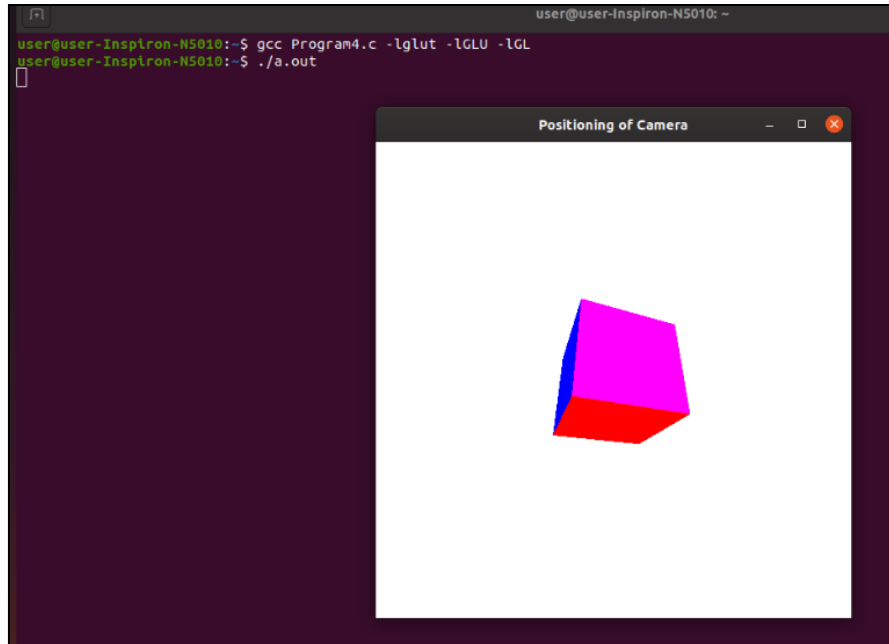 user@user-Inspiron-N5010: ~
user@user-Inspiron-N5010:~$ gcc Program4.c -lglut -lGLU -lGL
user@user-Inspiron-N5010:~$ ./a.out
Positioning of Camera